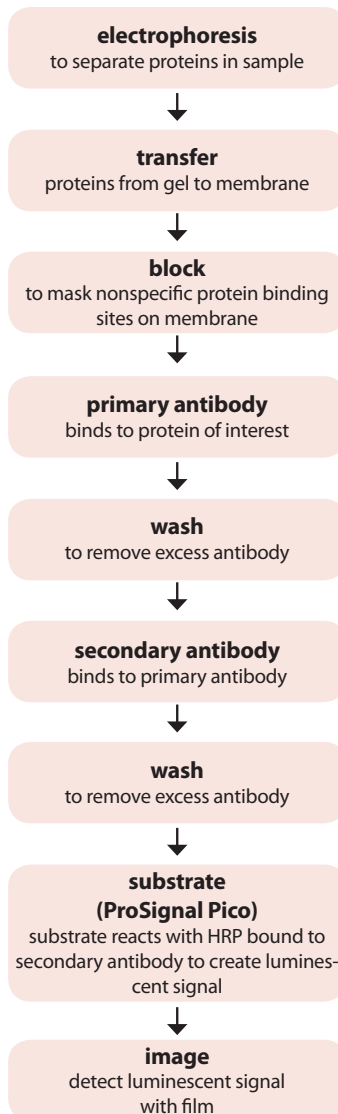 electrophoresis
to separate proteins in sample
transfer
proteins from gel to membrane
block
to mask nonspecific protein binding
sites on membrane
primary antibody
binds to protein of interest
wash
to remove excess antibody
secondary antibody
binds to primary antibody
wash
to remove excess antibody
substrate
(ProSignal Pico)
substrate reacts with HRP bound to
secondary antibody to create lumines-
cent signal
image
detect luminescent signal
with film